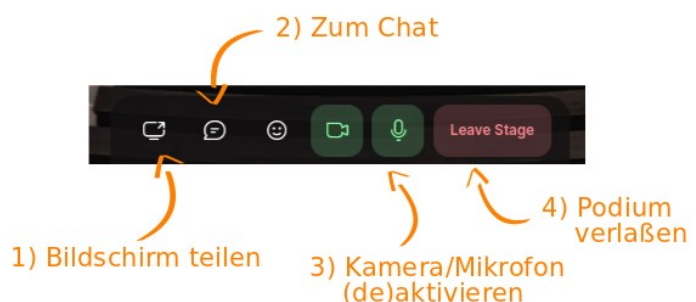 2) Zum Chat
Leave Stage
1) Bildschirm teilen
3) Kamera/Mikrofon
(de)aktivieren
4) Podium
verlaßen